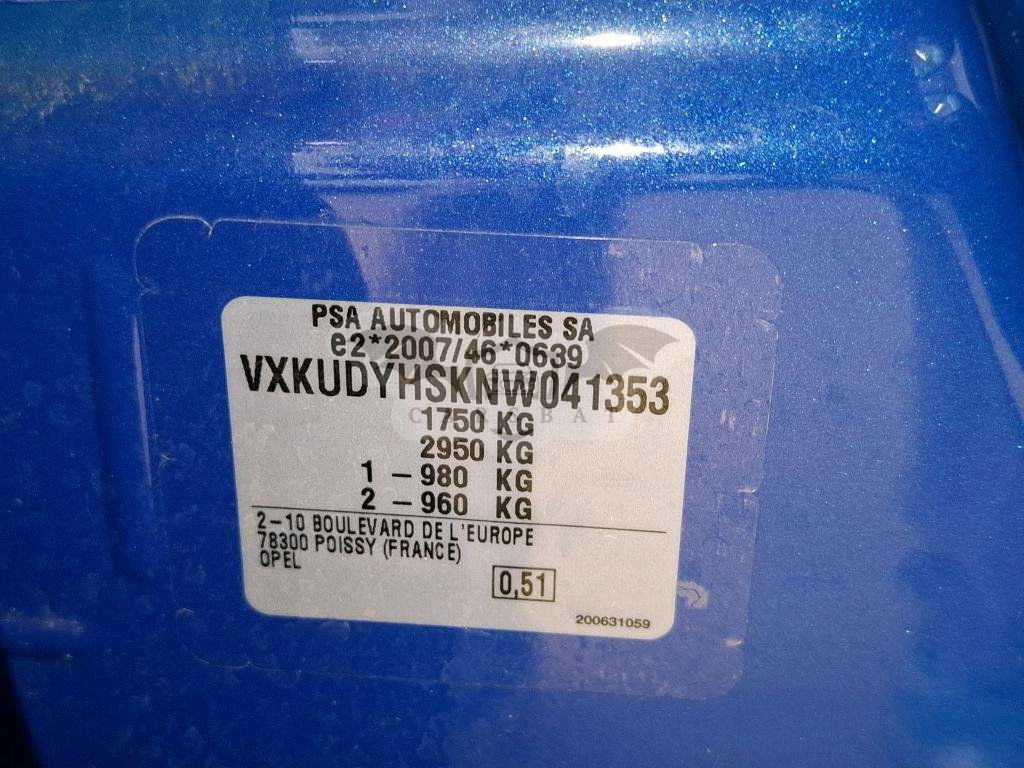 PSA AUTOMOBILES SA
e2*2007/46*0639
VXKUDYHSKNW041353
1750 KG
2950 KG
1 - 980 KG
2 - 960 KG
2-10 BOULEVARD DE L'EUROPE
78300 POISSY (FRANCE)
OPEL
0,51
200631059